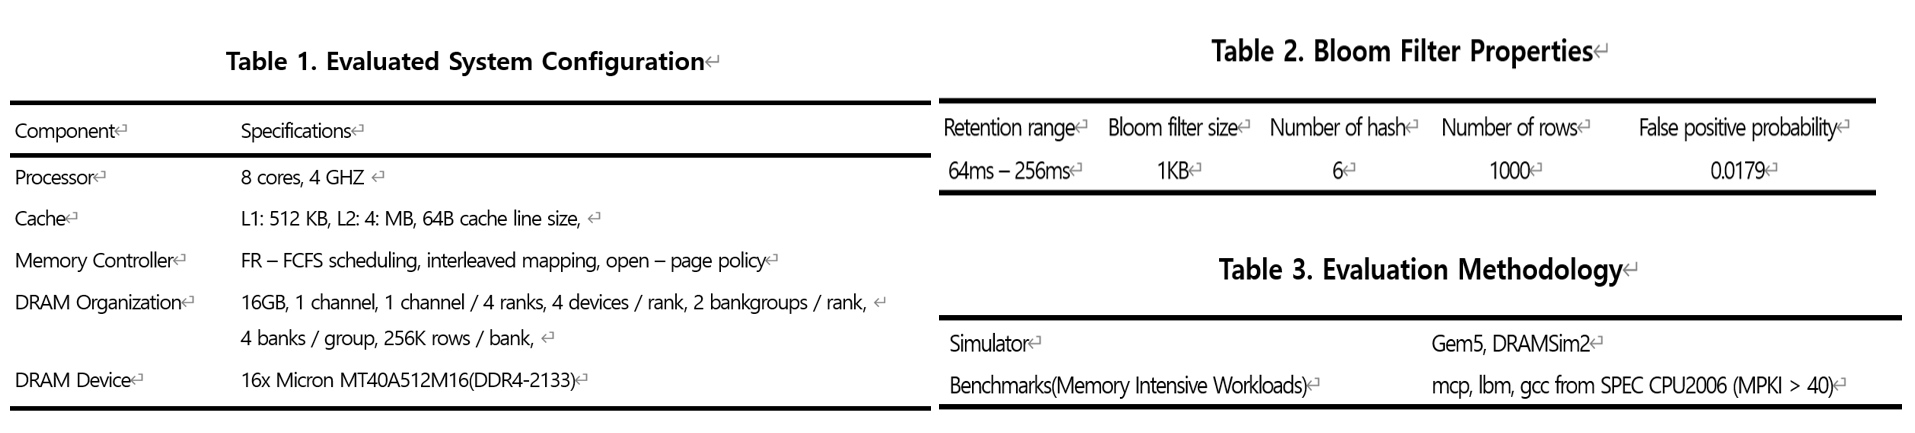 Table 1. Evaluated System Configuration↵
Component↵ Specifications↵
Processor↵ 8 cores, 4 GHZ ↵
Cache↵ L1: 512 KB, L2: 4: MB, 64B cache line size, ↵
Memory Controller↵ FR – FCFS scheduling, interleaved mapping, open – page policy↵
DRAM Organization↵ 16GB, 1 channel, 1 channel / 4 ranks, 4 devices / rank, 2 bankgroups / rank, ↵
4 banks / group, 256K rows / bank, ↵
DRAM Device↵ 16x Micron MT40A512M16(DDR4-2133)↵
Table 2. Bloom Filter Properties↵
Retention range↵ Bloom filter size↵ Number of hash↵ Number of rows↵ False positive probability↵
64ms – 256ms↵ 1KB↵ 6↵ 1000↵ 0.0179↵
Table 3. Evaluation Methodology↵
Simulator↵ Gem5, DRAMSim2↵
Benchmarks(Memory Intensive Workloads)↵ mcp, lbm, gcc from SPEC CPU2006 (MPKI > 40)↵